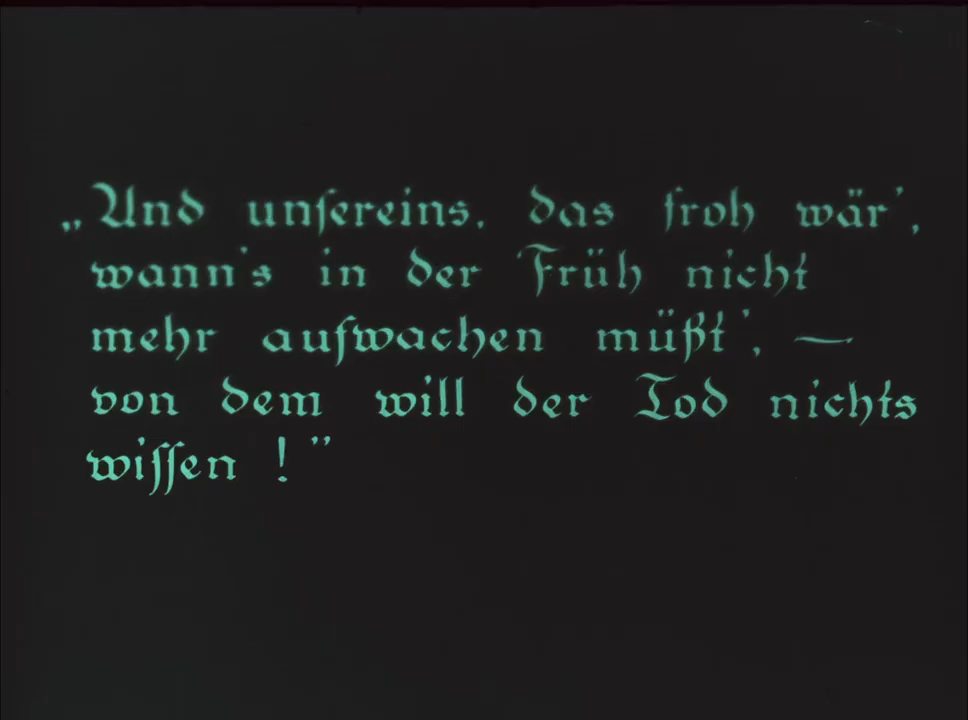 „Und unſereins, das froh wär',
wann's in der Früh nicht
mehr aufwachen müßt', —
von dem will der Tod nichts
wiſſen !"